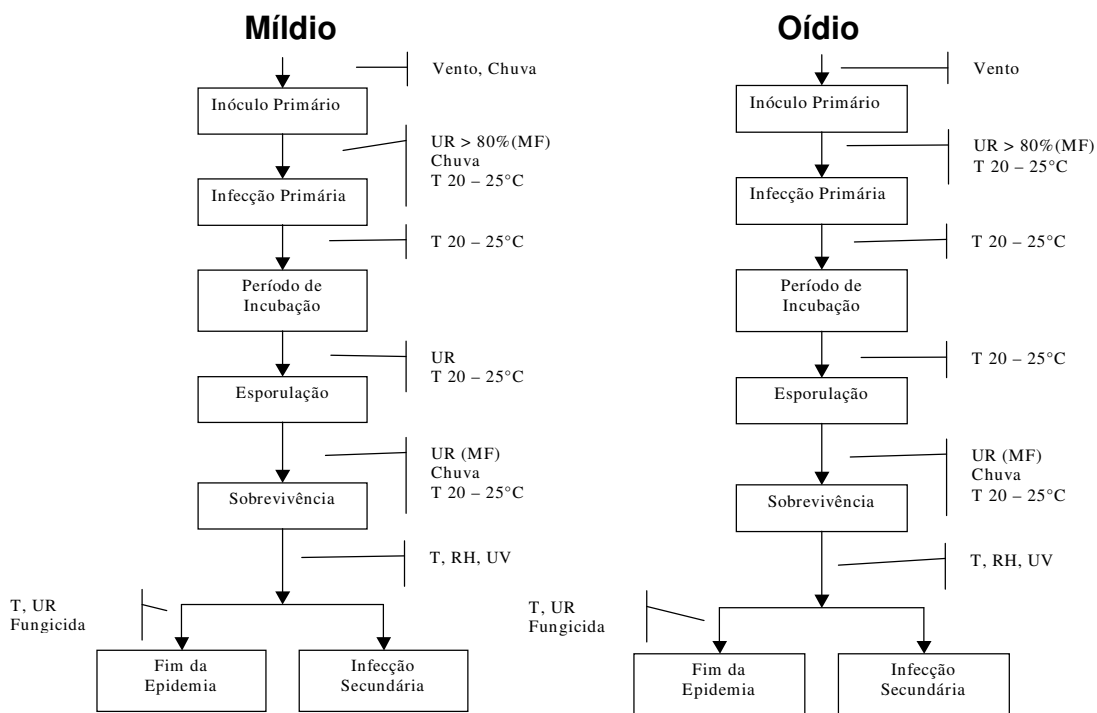 Míldio
Vento, Chuva
Inóculo Primário
UR > 80%(MF)
Chuva
T 20 – 25°C
Infecção Primária
T 20 – 25°C
Período de
Incubação
UR
T 20 – 25°C
Esporulação
UR (MF)
Chuva
T 20 – 25°C
Sobrevivência
T, RH, UV
T, UR
Fungicida
Fim da
Epidemia
Infecção
Secundária
Oídio
Vento
Inóculo Primário
UR > 80%(MF)
T 20 – 25°C
Infecção Primária
T 20 – 25°C
Período de
Incubação
T 20 – 25°C
Esporulação
UR (MF)
Chuva
T 20 – 25°C
Sobrevivência
T, RH, UV
T, UR
Fungicida
Fim da
Epidemia
Infecção
Secundária